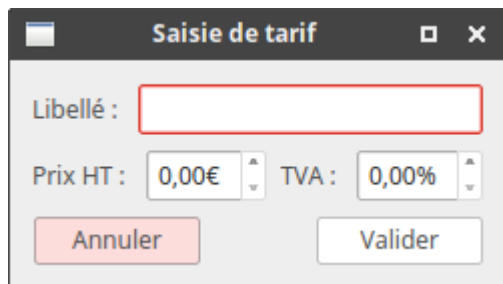 Saisie de tarif
Libellé :
Prix HT : 0,00€ TVA : 0,00%
Annuler Valider